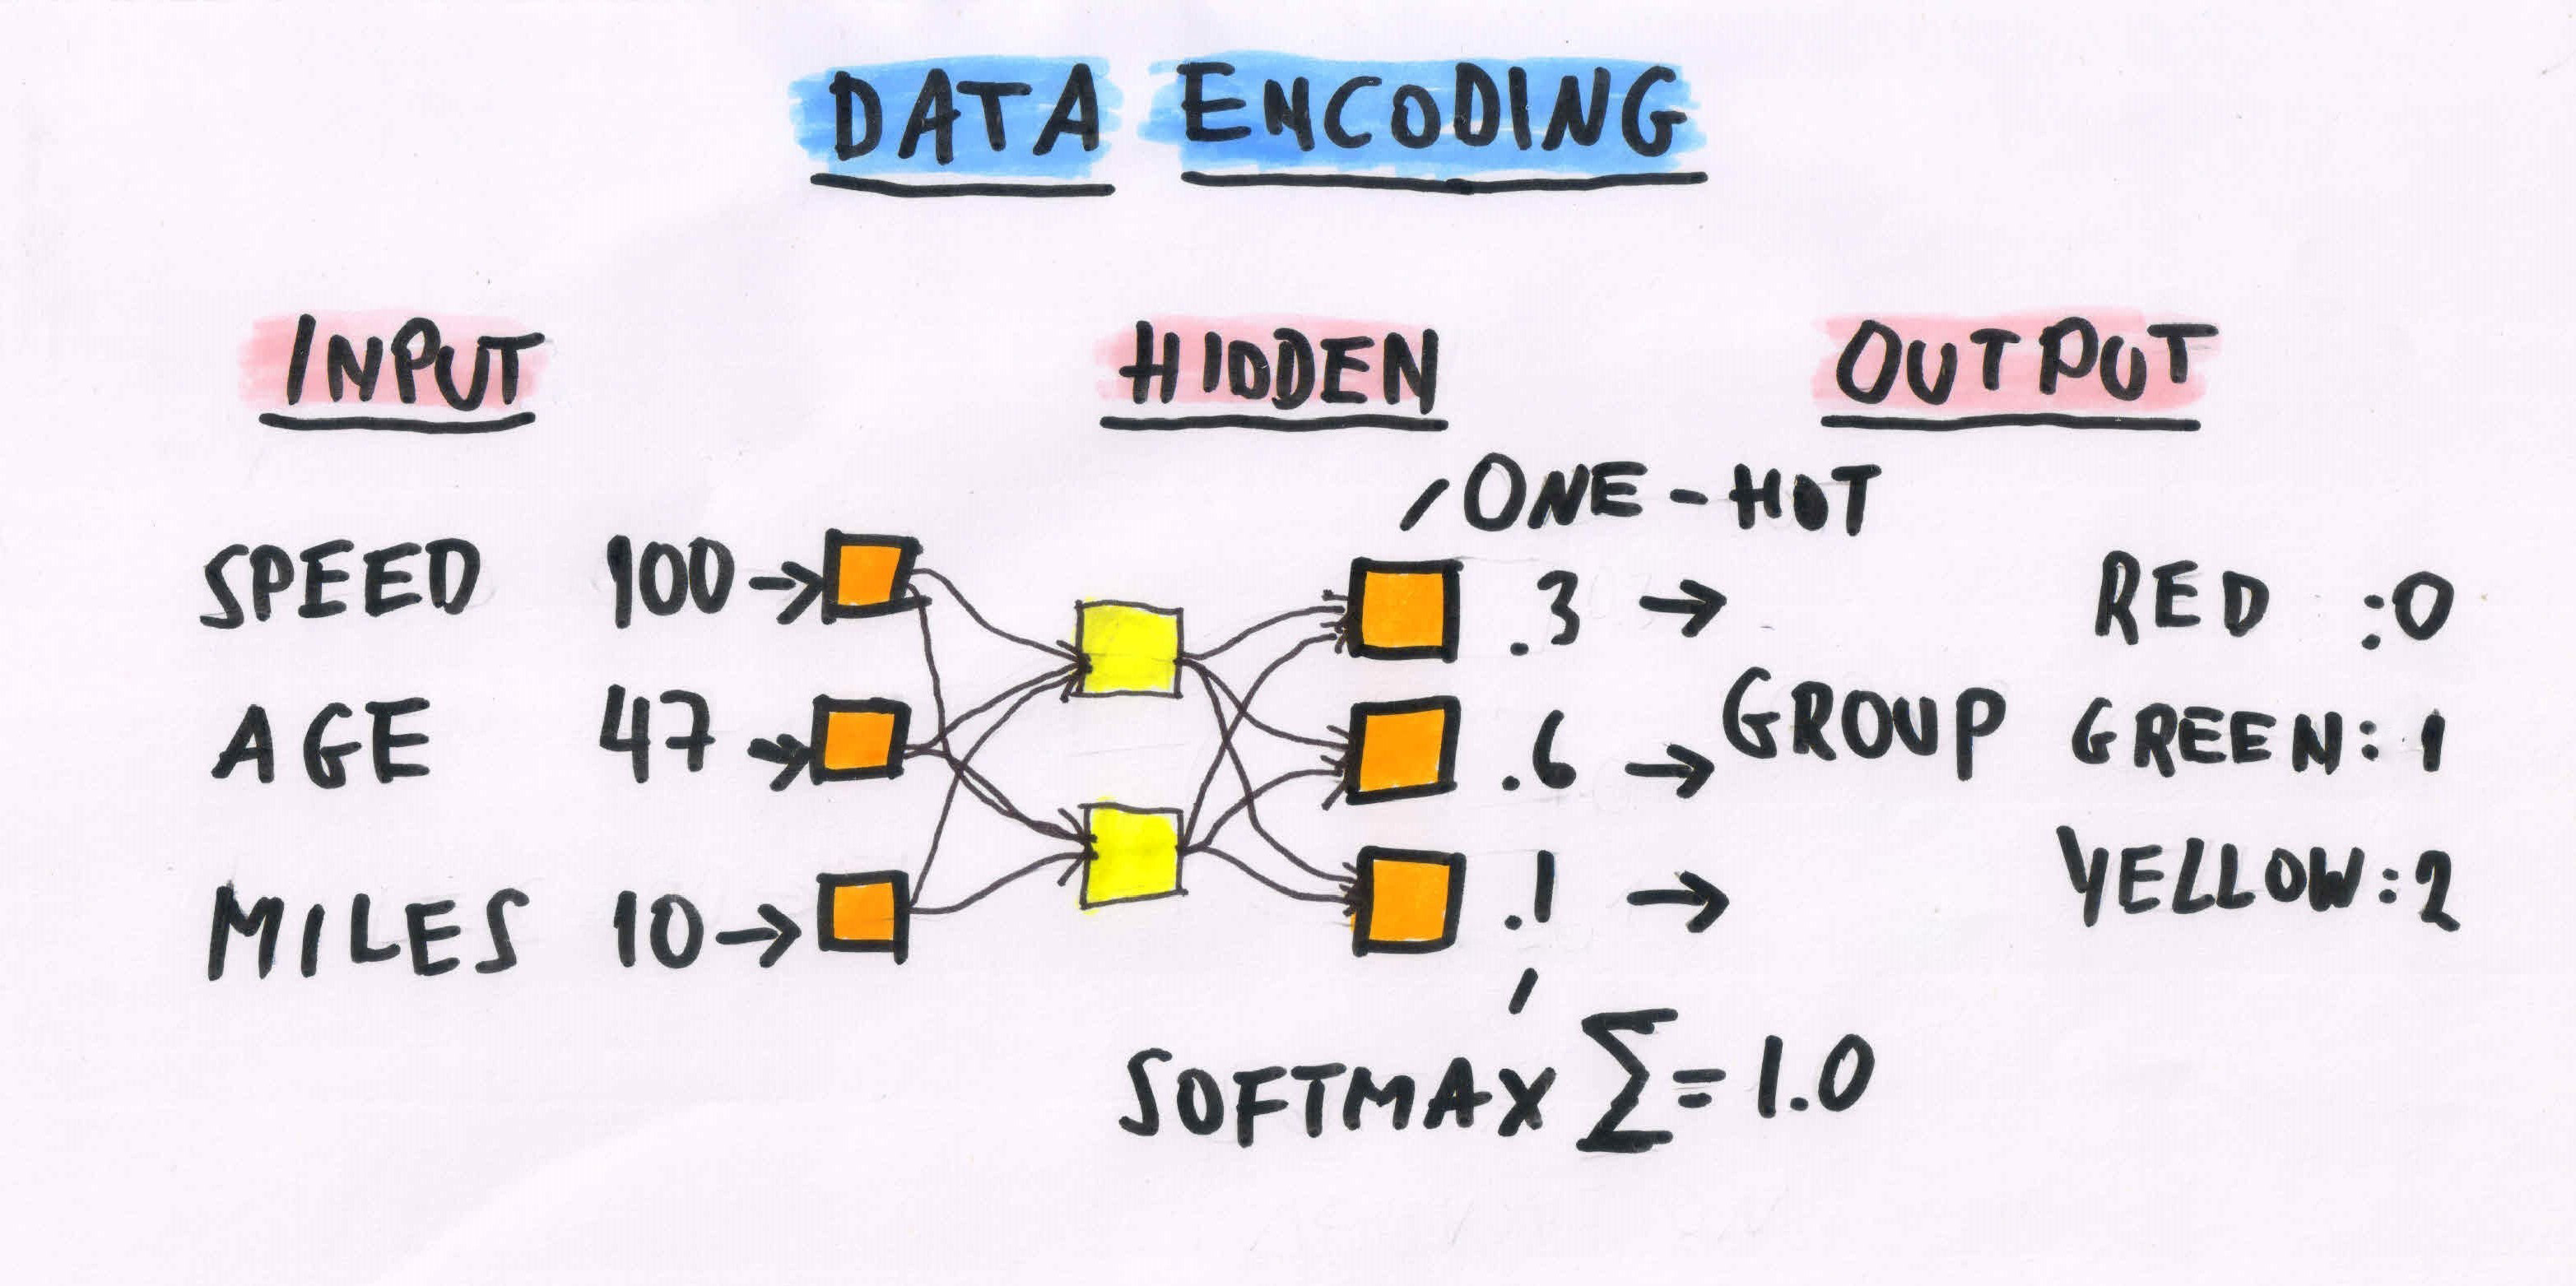 DATA ENCODING
INPUT HIDDEN OUTPUT
ONE-HOT
SPEED 100 → .3 → RED :0
AGE 47 → .6 → GROUP GREEN: 1
MILES 10 → .1 → YELLOW: 2
SOFTMAX Σ = 1.0